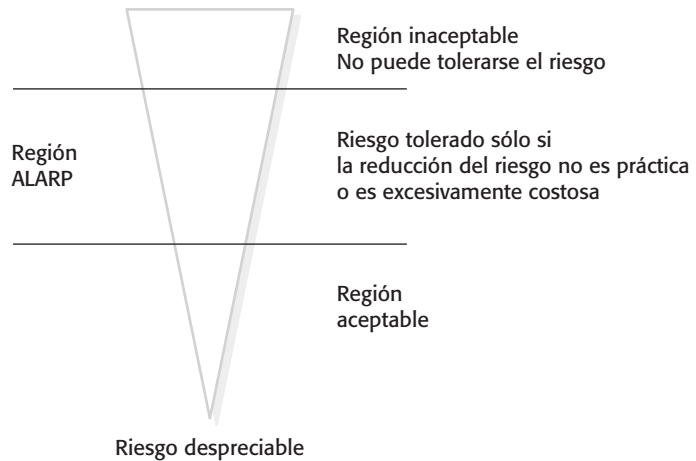 Región inaceptable
No puede tolerarse el riesgo
Región
ALARP
Riesgo tolerado sólo si
la reducción del riesgo no es práctica
o es excesivamente costosa
Región
aceptable
Riesgo despreciable